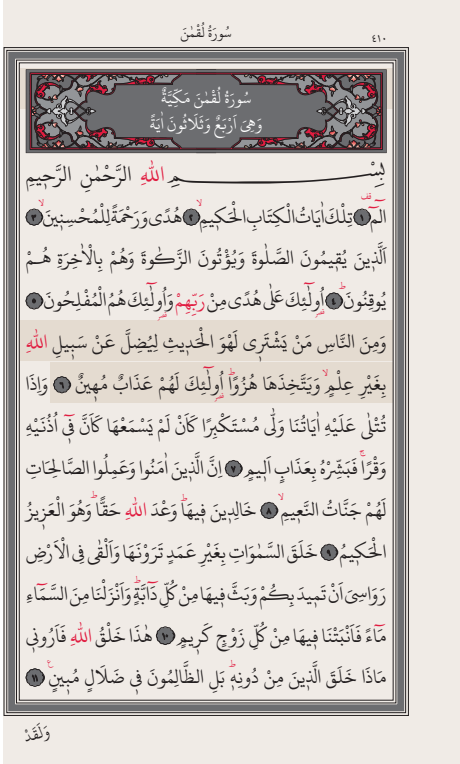 سُورَةُ لُقْمٰنَ
٤١٠
سُورَةُ لُقْمٰنَ مَكِّيَّةٌ
وَهِيَ اَرْبَعٌ وَثَلَاثُونَ اٰيَةً
بِسْمِ اللّٰهِ الرَّحْمٰنِ الرَّحِيمِ
الٓمٓ ۚ ﴿١﴾ تِلْكَ اٰيَاتُ الْكِتَابِ الْحَكِيمِ ۙ ﴿٢﴾ هُدًى وَرَحْمَةً لِلْمُحْسِنِينَ ۙ ﴿٣﴾
اَلَّذِينَ يُقِيمُونَ الصَّلٰوةَ وَيُؤْتُونَ الزَّكٰوةَ وَهُمْ بِالْاٰخِرَةِ هُمْ
يُوقِنُونَ ۜ ﴿٤﴾ اُو۬لٰٓئِكَ عَلٰى هُدًى مِنْ رَبِّهِمْ وَاُو۬لٰٓئِكَ هُمُ الْمُفْلِحُونَ ﴿٥﴾
وَمِنَ النَّاسِ مَنْ يَشْتَرِى لَهْوَ الْحَدِيثِ لِيُضِلَّ عَنْ سَبِيلِ اللّٰهِ
بِغَيْرِ عِلْمٍ ۙ وَيَتَّخِذَهَا هُزُوًا ۜ اُو۬لٰٓئِكَ لَهُمْ عَذَابٌ مُهِينٌ ﴿٦﴾ وَاِذَا
تُتْلٰى عَلَيْهِ اٰيَاتُنَا وَلّٰى مُسْتَكْبِرًا كَاَنْ لَمْ يَسْمَعْهَا كَاَنَّ فِٓى اُذُنَيْهِ
وَقْرًا ۚ فَبَشِّرْهُ بِعَذَابٍ اَلِيمٍ ﴿٧﴾ اِنَّ الَّذِينَ اٰمَنُوا وَعَمِلُوا الصَّالِحَاتِ
لَهُمْ جَنَّاتُ النَّعِيمِ ۙ ﴿٨﴾ خَالِدِينَ فِيهَا ۜ وَعْدَ اللّٰهِ حَقًّا ۜ وَهُوَ الْعَزِيزُ
الْحَكِيمُ ﴿٩﴾ خَلَقَ السَّمٰوَاتِ بِغَيْرِ عَمَدٍ تَرَوْنَهَا وَاَلْقٰى فِى الْاَرْضِ
رَوَاسِىَ اَنْ تَمِيدَ بِكُمْ وَبَثَّ فِيهَا مِنْ كُلِّ دَٓابَّةٍ ۜ وَاَنْزَلْنَا مِنَ السَّمَٓاءِ
مَٓاءً فَاَنْبَتْنَا فِيهَا مِنْ كُلِّ زَوْجٍ كَرِيمٍ ﴿١٠﴾ هٰذَا خَلْقُ اللّٰهِ فَاَرُونِى
مَاذَا خَلَقَ الَّذِينَ مِنْ دُونِهِ ۜ بَلِ الظَّالِمُونَ فِى ضَلَالٍ مُبِينٍ ۟ ﴿١١﴾
وَلَقَدْ